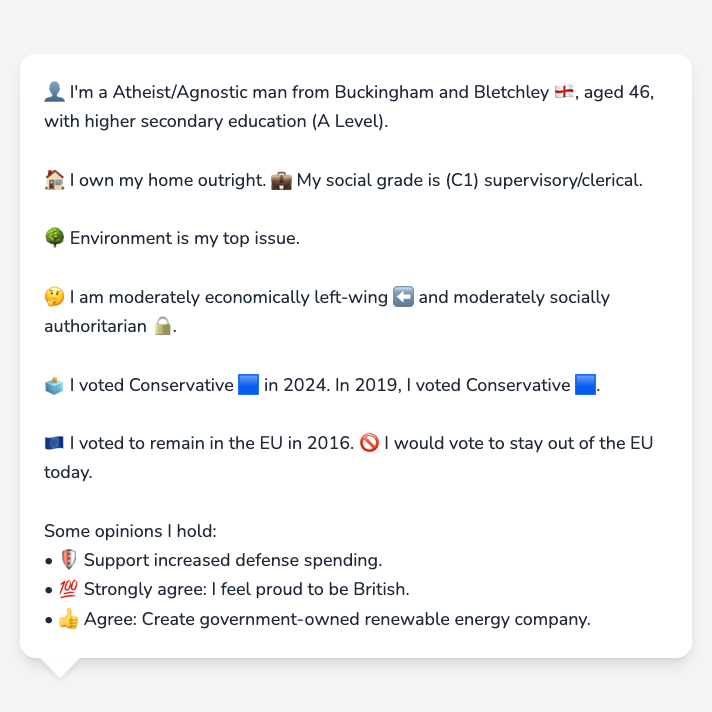 👤 I'm a Atheist/Agnostic man from Buckingham and Bletchley 🏴󠁧󠁢󠁥󠁮󠁧󠁿, aged 46,
with higher secondary education (A Level).
🏠 I own my home outright. 💼 My social grade is (C1) supervisory/clerical.
🌳 Environment is my top issue.
🤔 I am moderately economically left-wing ⬅️ and moderately socially
authoritarian 🔒.
🗳️ I voted Conservative 🟦 in 2024. In 2019, I voted Conservative 🟦.
🇪🇺 I voted to remain in the EU in 2016. 🚫 I would vote to stay out of the EU
today.
Some opinions I hold:
• 🛡️ Support increased defense spending.
• 💯 Strongly agree: I feel proud to be British.
• 👍 Agree: Create government-owned renewable energy company.